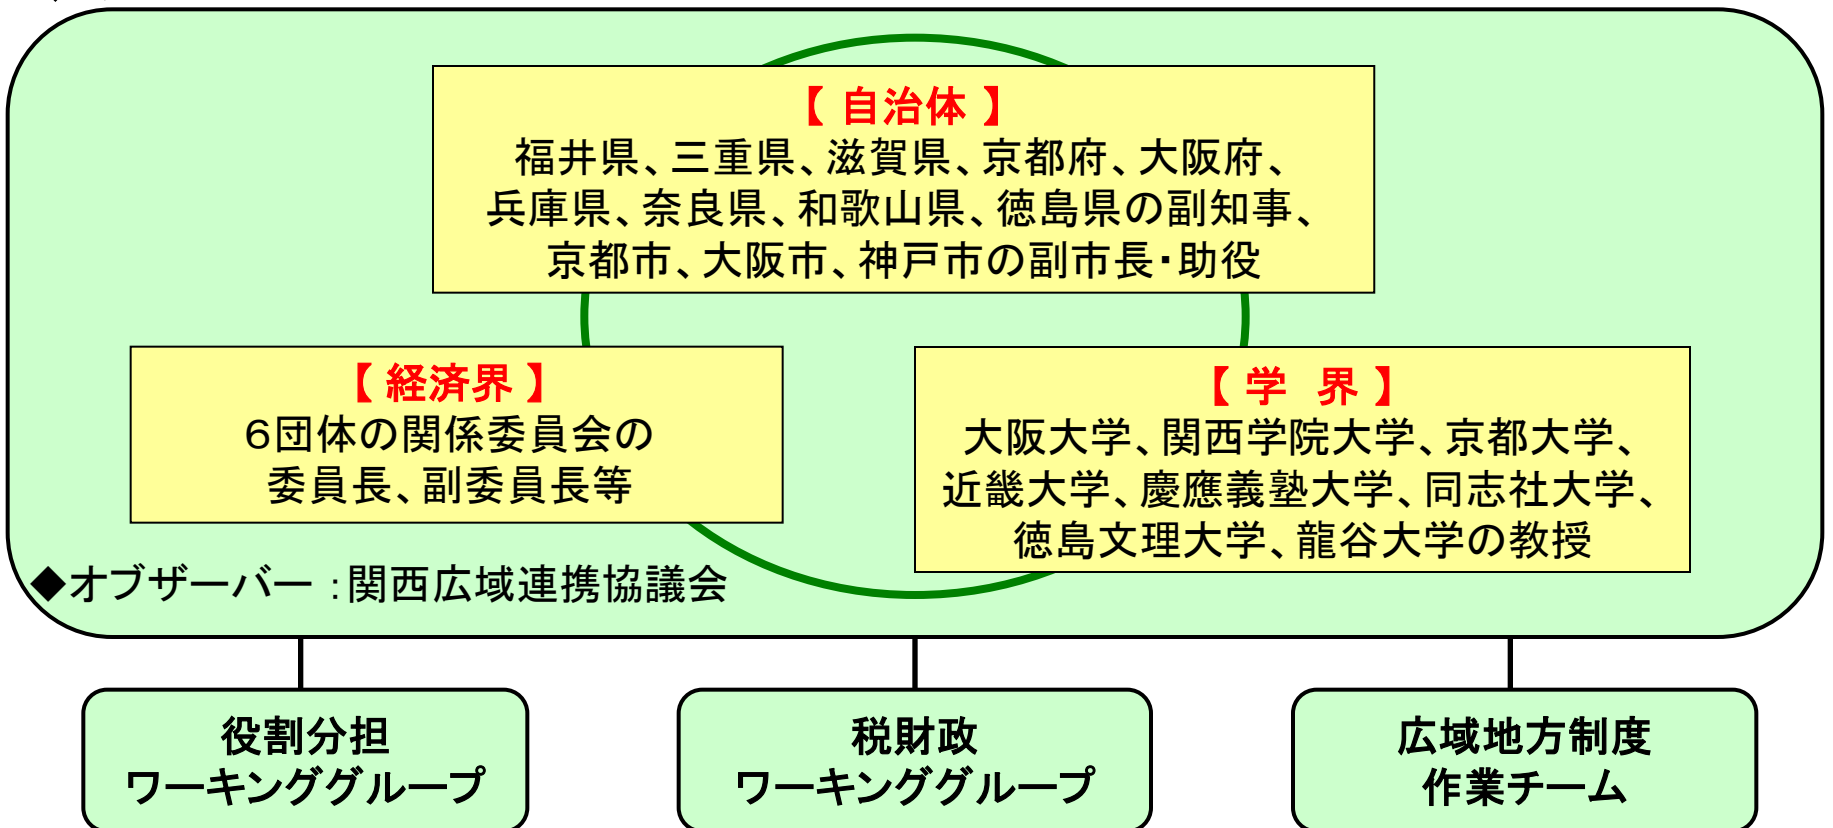 【 自治体 】
福井県、三重県、滋賀県、京都府、大阪府、
兵庫県、奈良県、和歌山県、徳島県の副知事、
京都市、大阪市、神戸市の副市長・助役
【 経済界 】
６団体の関係委員会の
委員長、副委員長等
【 学　界 】
大阪大学、関西学院大学、京都大学、
近畿大学、慶應義塾大学、同志社大学、
徳島文理大学、龍谷大学の教授
◆オブザーバー：関西広域連携協議会
役割分担
ワーキンググループ
税財政
ワーキンググループ
広域地方制度
作業チーム